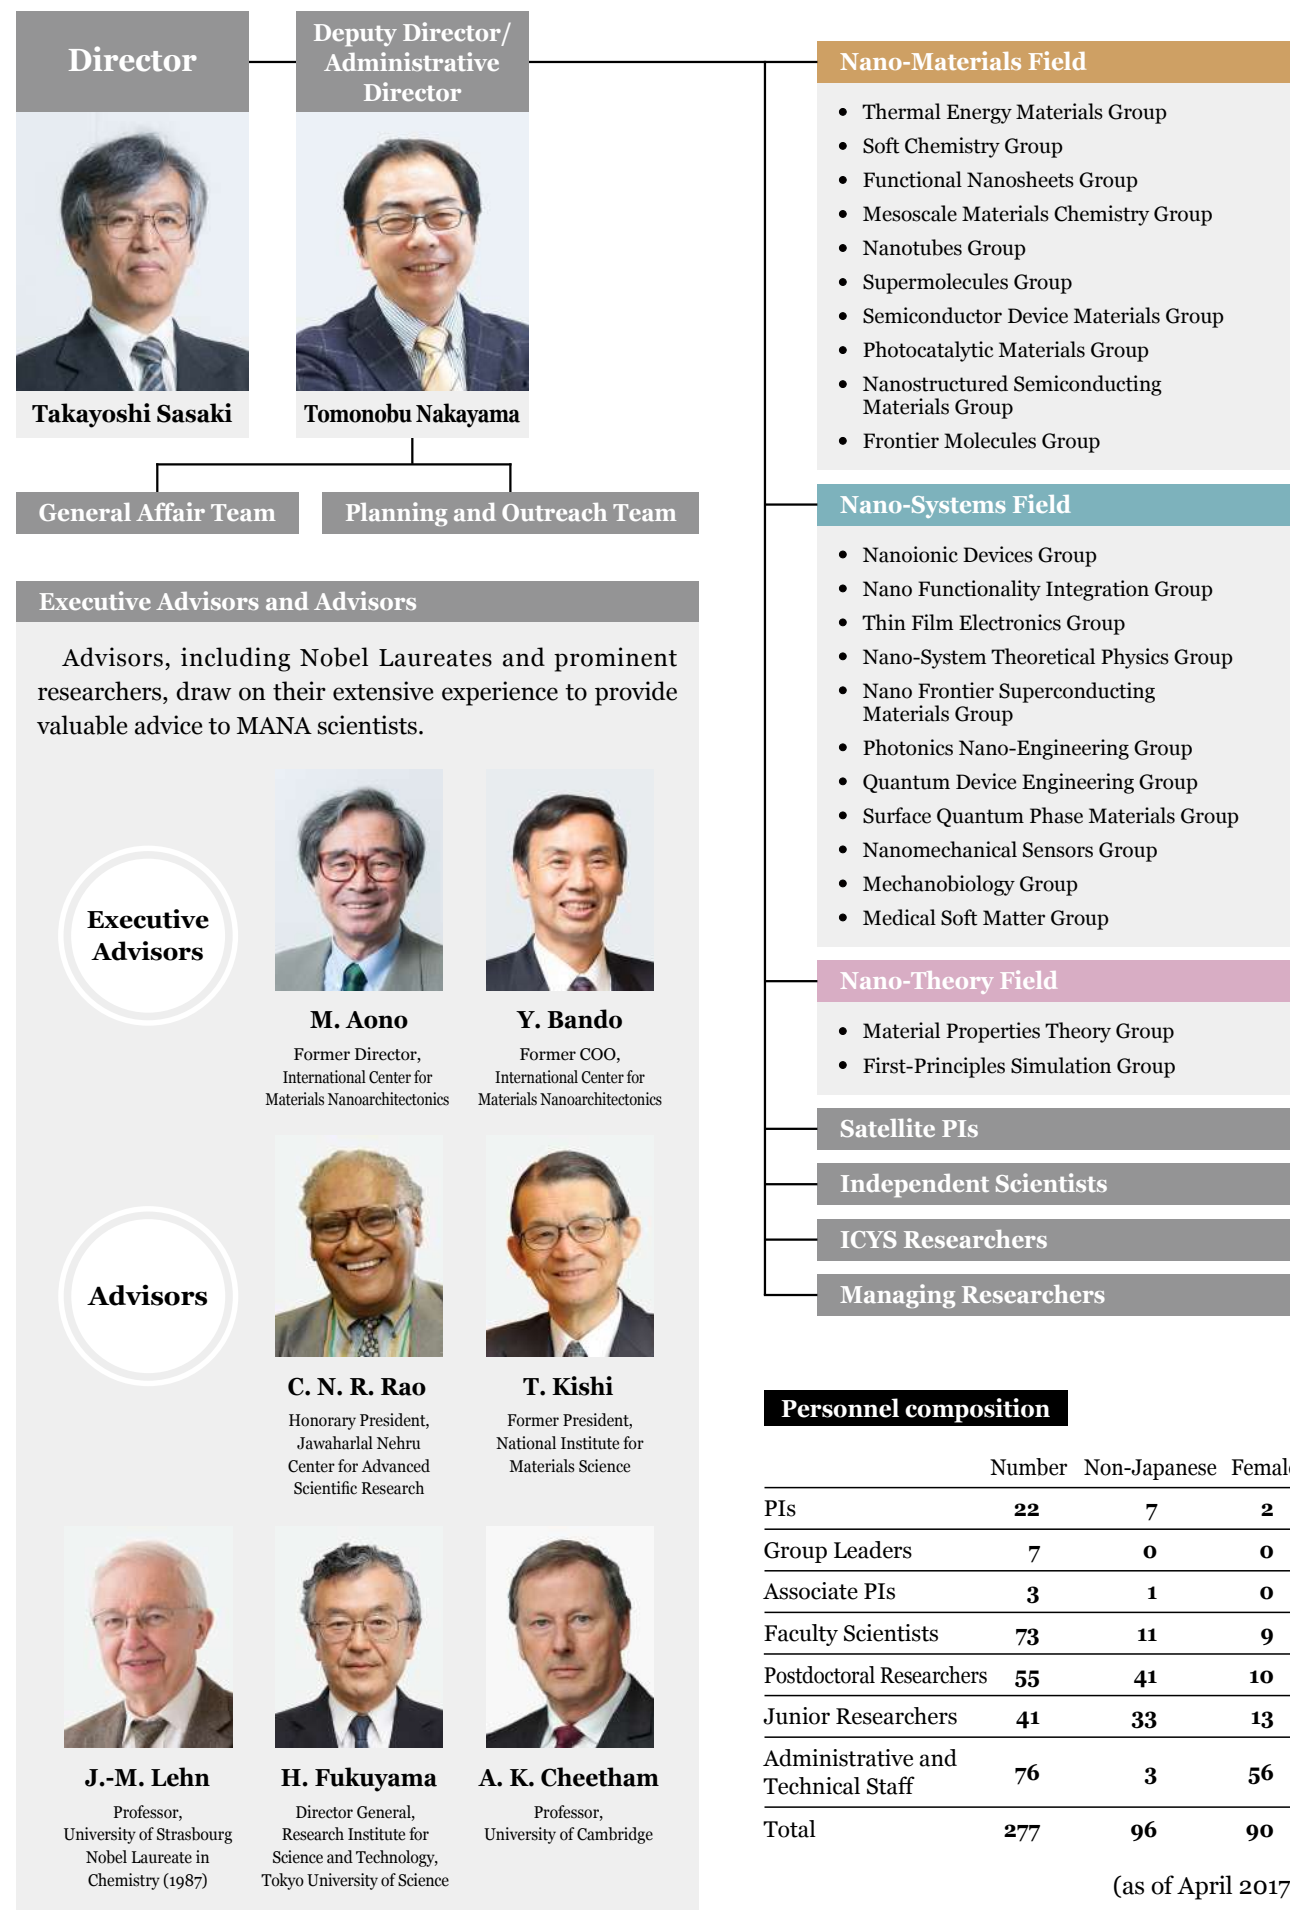 Director
Deputy Director/
Administrative
Director
Takayoshi Sasaki
Tomonobu Nakayama
General Affair Team
Planning and Outreach Team
Executive Advisors and Advisors
Advisors, including Nobel Laureates and prominent
researchers, draw on their extensive experience to provide
valuable advice to MANA scientists.
Executive
Advisors
M. Aono
Former Director,
International Center for
Materials Nanoarchitectonics
Y. Bando
Former COO,
International Center for
Materials Nanoarchitectonics
Advisors
C. N. R. Rao
Honorary President,
Jawaharlal Nehru
Center for Advanced
Scientific Research
T. Kishi
Former President,
National Institute for
Materials Science
J.-M. Lehn
Professor,
University of Strasbourg
Nobel Laureate in
Chemistry (1987)
H. Fukuyama
Director General,
Research Institute for
Science and Technology,
Tokyo University of Science
A. K. Cheetham
Professor,
University of Cambridge
Nano-Materials Field
• Thermal Energy Materials Group
• Soft Chemistry Group
• Functional Nanosheets Group
• Mesoscale Materials Chemistry Group
• Nanotubes Group
• Supermolecules Group
• Semiconductor Device Materials Group
• Photocatalytic Materials Group
• Nanostructured Semiconducting
Materials Group
• Frontier Molecules Group
Nano-Systems Field
• Nanoionic Devices Group
• Nano Functionality Integration Group
• Thin Film Electronics Group
• Nano-System Theoretical Physics Group
• Nano Frontier Superconducting
Materials Group
• Photonics Nano-Engineering Group
• Quantum Device Engineering Group
• Surface Quantum Phase Materials Group
• Nanomechanical Sensors Group
• Mechanobiology Group
• Medical Soft Matter Group
Nano-Theory Field
• Material Properties Theory Group
• First-Principles Simulation Group
Satellite PIs
Independent Scientists
ICYS Researchers
Managing Researchers
Personnel composition
Number Non-Japanese
PIs 22 7 2
Group Leaders 7 0 0
Associate PIs 3 1 0
Faculty Scientists 73 11 9
Postdoctoral Researchers 55 41 10
Junior Researchers 41 33 13
Administrative and
Technical Staff 76 3 56
Total 277 96 90
(as of April 2017